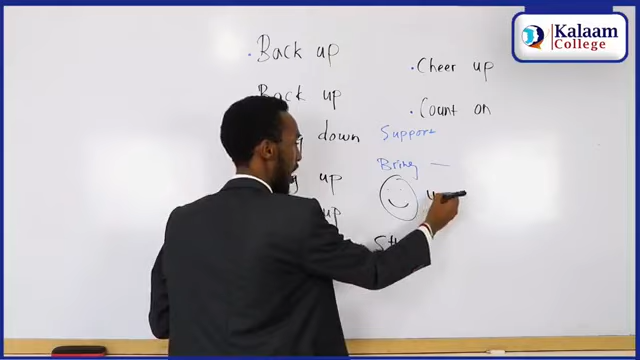 Kalaam
College
• Back up
• Cheer up
Back up
• Count on
down
Support
up
Bring —
up